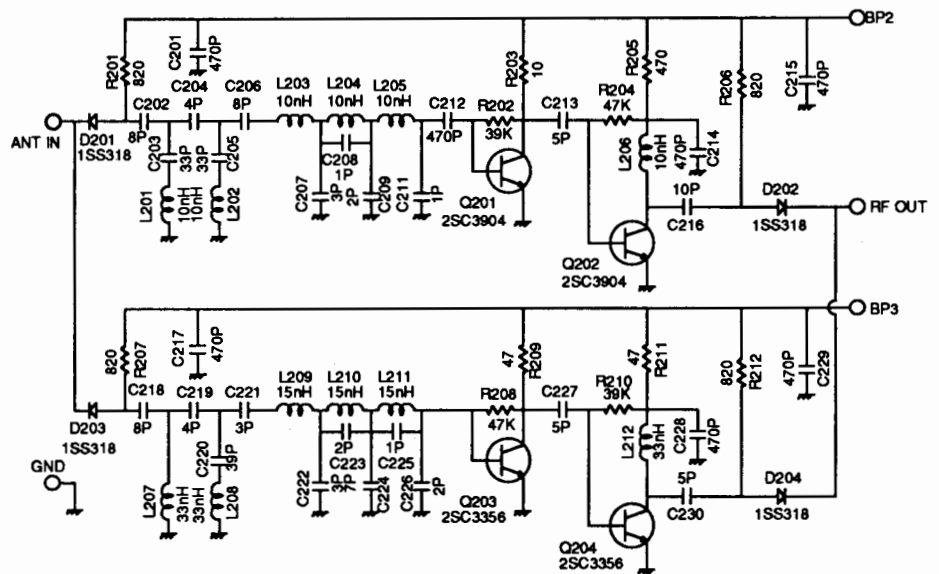 BP2
R201
820
C201
470P
R203
10
R205
470
R206
820
C215
470P
C202
8P
C204
4P
C206
8P
L203
10nH
L204
10nH
L205
10nH
C212
470P
R202
39K
C213
5P
R204
47K
ANT IN
D201
1SS318
C203
33P
33P
C205
C208
1P
L206
10nH
470P
C214
L201
10nH
10nH
L202
C207
3P
2P
C209
C211
1P
Q201
2SC3904
10P
C216
D202
1SS318
RF OUT
Q202
2SC3904
BP3
820
R207
C217
470P
47
R209
47
R211
820
R212
470P
C229
C218
8P
C219
4P
C221
3P
L209
15nH
L210
15nH
L211
15nH
R208
47K
C227
5P
R210
39K
D203
1SS318
C220
39P
2P
C223
1P
C225
L212
33nH
C228
470P
GND
L207
33nH
33nH
L208
C222
3P
7P
C224
C226
2P
Q203
2SC3356
5P
C230
D204
1SS318
Q204
2SC3356